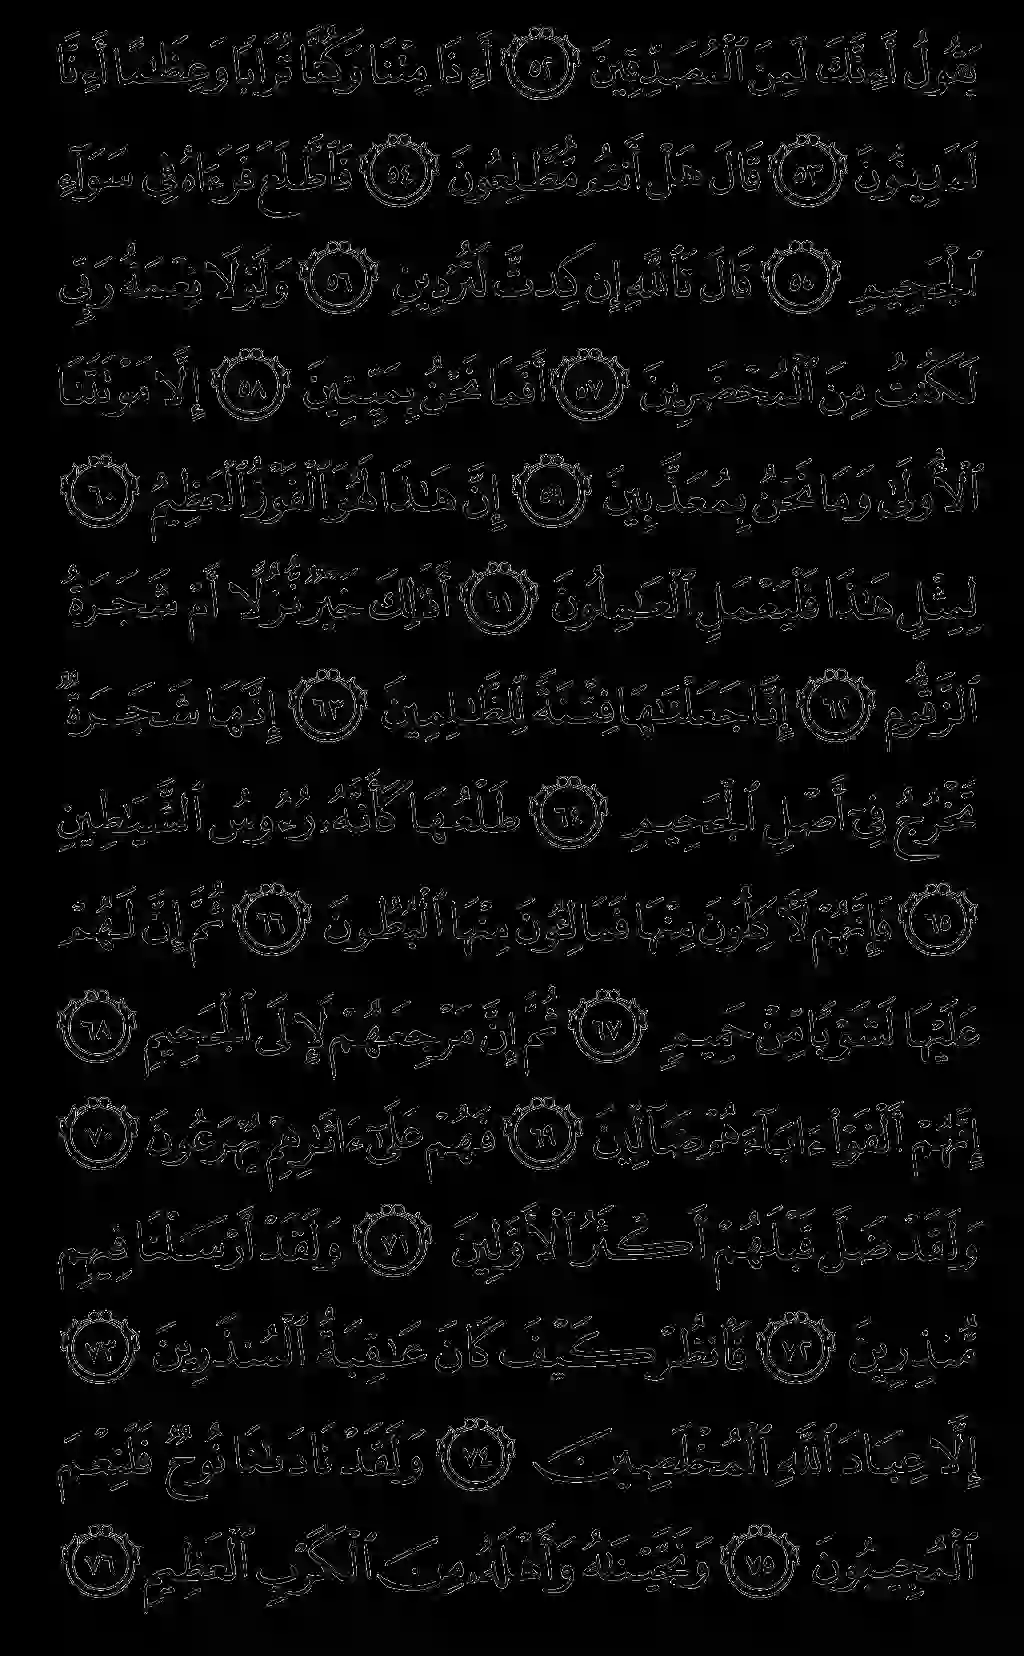 يَقُولُ أَءِنَّكَ لَمِنَ ٱلْمُصَدِّقِينَ ٥٢ أَءِذَا مِتْنَا وَكُنَّا تُرَابًا وَعِظَٰمًا أَءِنَّا
لَمَدِينُونَ ٥٣ قَالَ هَلْ أَنتُم مُّطَّلِعُونَ ٥٤ فَٱطَّلَعَ فَرَءَاهُ فِي سَوَآءِ
ٱلْجَحِيمِ ٥٥ قَالَ تَٱللَّهِ إِن كِدتَّ لَتُرْدِينِ ٥٦ وَلَوْلَا نِعْمَةُ رَبِّي
لَكُنتُ مِنَ ٱلْمُحْضَرِينَ ٥٧ أَفَمَا نَحْنُ بِمَيِّتِينَ ٥٨ إِلَّا مَوْتَتَنَا
ٱلْأُولَىٰ وَمَا نَحْنُ بِمُعَذَّبِينَ ٥٩ إِنَّ هَٰذَا لَهُوَ ٱلْفَوْزُ ٱلْعَظِيمُ ٦٠
لِمِثْلِ هَٰذَا فَلْيَعْمَلِ ٱلْعَٰمِلُونَ ٦١ أَذَٰلِكَ خَيْرٌ نُّزُلًا أَمْ شَجَرَةُ
ٱلزَّقُّومِ ٦٢ إِنَّا جَعَلْنَٰهَا فِتْنَةً لِّلظَّٰلِمِينَ ٦٣ إِنَّهَا شَجَرَةٌ
تَخْرُجُ فِيٓ أَصْلِ ٱلْجَحِيمِ ٦٤ طَلْعُهَا كَأَنَّهُۥ رُءُوسُ ٱلشَّيَٰطِينِ
٦٥ فَإِنَّهُمْ لَءَاكِلُونَ مِنْهَا فَمَالِـُٔونَ مِنْهَا ٱلْبُطُونَ ٦٦ ثُمَّ إِنَّ لَهُمْ
عَلَيْهَا لَشَوْبًا مِّنْ حَمِيمٍ ٦٧ ثُمَّ إِنَّ مَرْجِعَهُمْ لَإِلَى ٱلْجَحِيمِ ٦٨
إِنَّهُمْ أَلْفَوْا۟ ءَابَآءَهُمْ ضَآلِّينَ ٦٩ فَهُمْ عَلَىٰٓ ءَاثَٰرِهِمْ يُهْرَعُونَ ٧٠
وَلَقَدْ ضَلَّ قَبْلَهُمْ أَكْثَرُ ٱلْأَوَّلِينَ ٧١ وَلَقَدْ أَرْسَلْنَا فِيهِم
مُّنذِرِينَ ٧٢ فَٱنظُرْ كَيْفَ كَانَ عَٰقِبَةُ ٱلْمُنذَرِينَ ٧٣
إِلَّا عِبَادَ ٱللَّهِ ٱلْمُخْلَصِينَ ٧٤ وَلَقَدْ نَادَىٰنَا نُوحٌ فَلَنِعْمَ
ٱلْمُجِيبُونَ ٧٥ وَنَجَّيْنَٰهُ وَأَهْلَهُۥ مِنَ ٱلْكَرْبِ ٱلْعَظِيمِ ٧٦